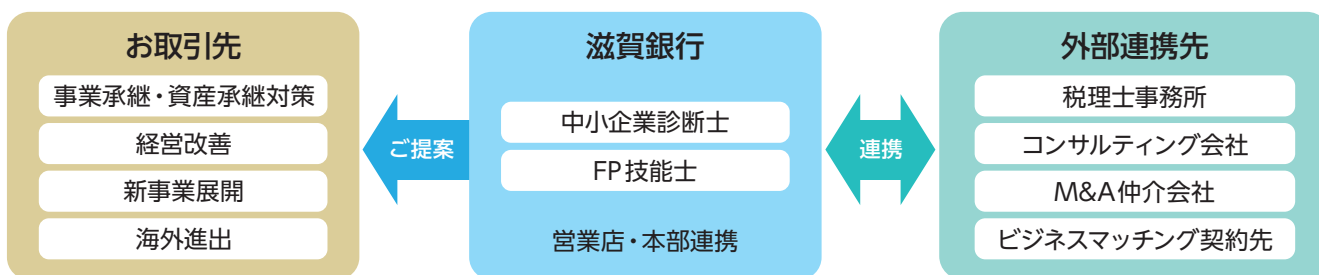 お取引先
事業承継・資産承継対策
経営改善
新事業展開
海外進出
ご提案
滋賀銀行
中小企業診断士
FP技能士
営業店・本部連携
連携
外部連携先
税理士事務所
コンサルティング会社
M&A仲介会社
ビジネスマッチング契約先